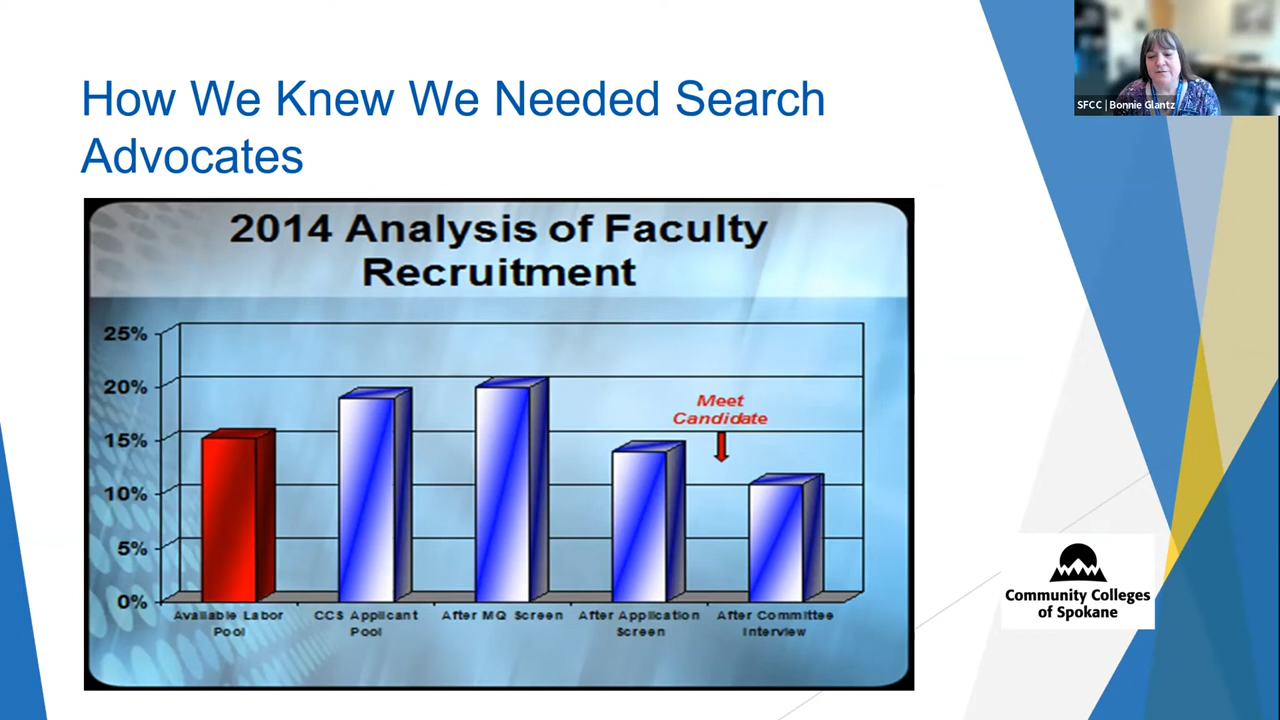 How We Knew We Needed Search
Advocates
SFCC | Bonnie Glantz
2014 Analysis of Faculty
Recruitment
25%
20%
15%
10%
5%
0%
Meet
Candidate
Available Labor
Pool
CCS Applicant
Pool
After MQ Screen
After Application
Screen
After Committee
Interview
Community Colleges
of Spokane